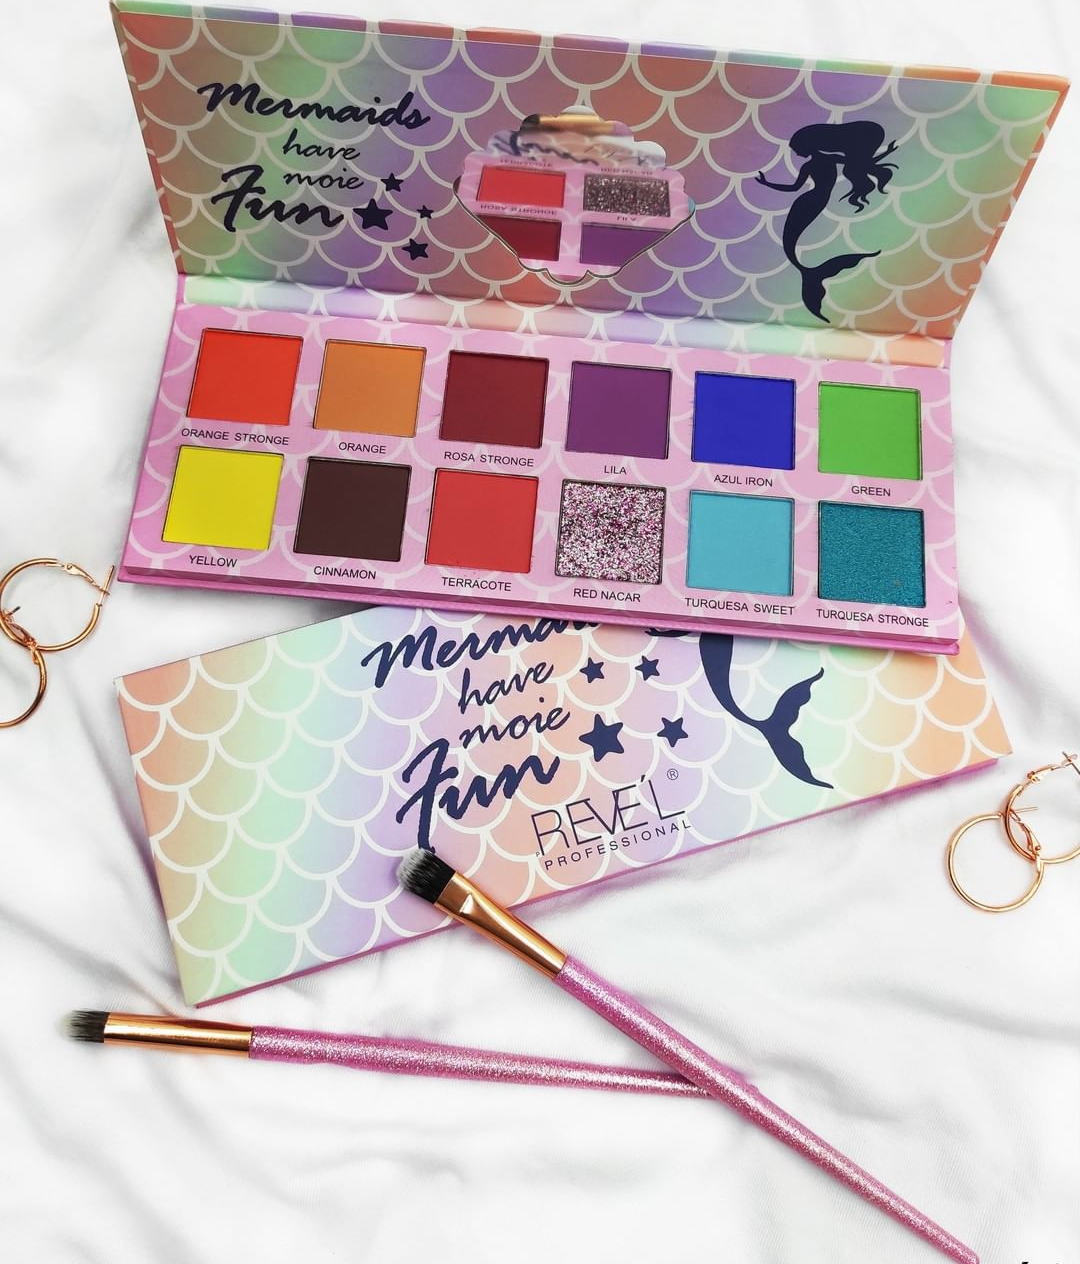 Mermaids
have
moie
Fun
ORANGE STRONGE
ORANGE
ROSA STRONGE
LILA
AZUL IRON
GREEN
YELLOW
CINNAMON
TERRACOTE
RED NACAR
TURQUESA SWEET
TURQUESA STRONGE
have
moie
Fun
REVÉL ®
PROFESSIONAL